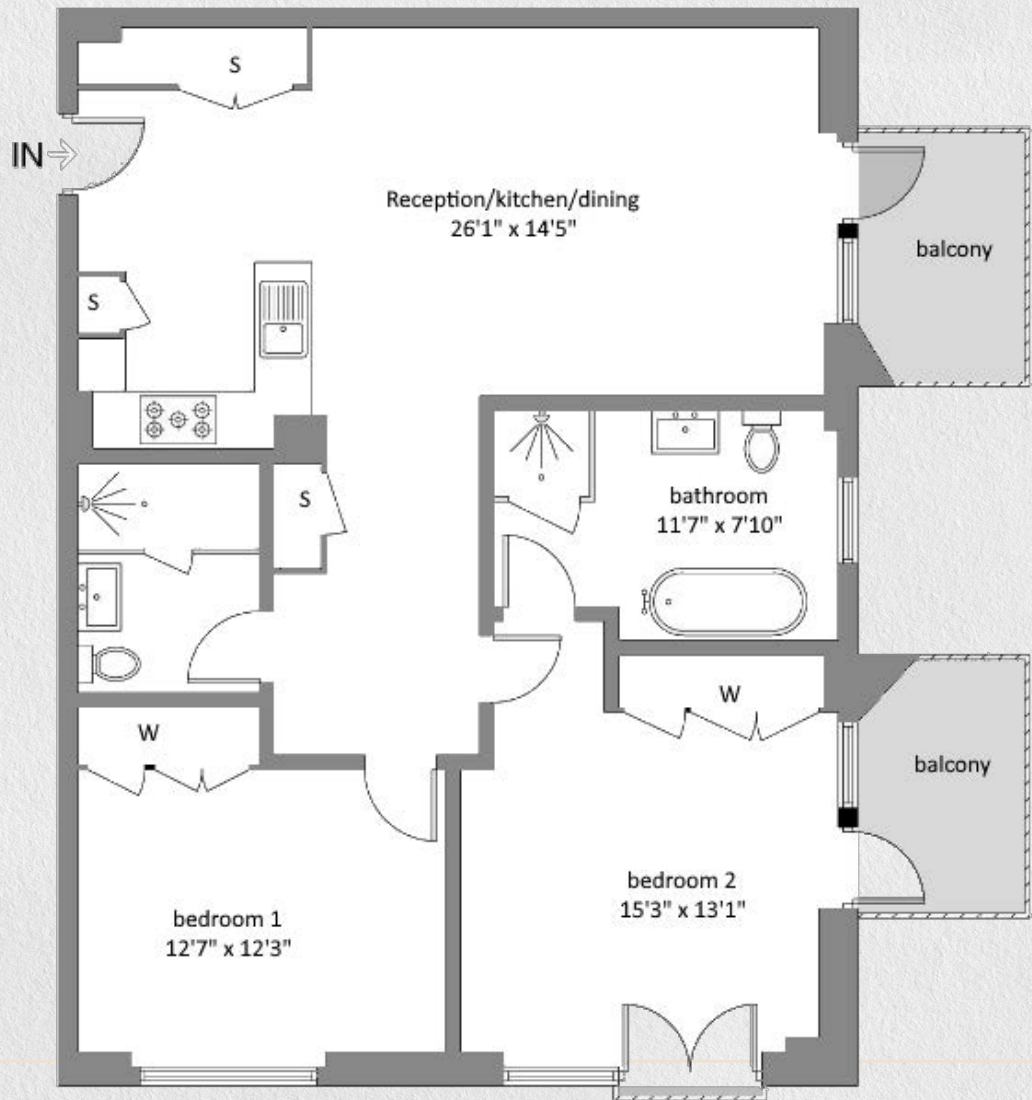 S
IN
Reception/kitchen/dining
26'1" x 14'5"
balcony
S
S
bathroom
11'7" x 7'10"
W
W
balcony
bedroom 1
12'7" x 12'3"
bedroom 2
15'3" x 13'1"